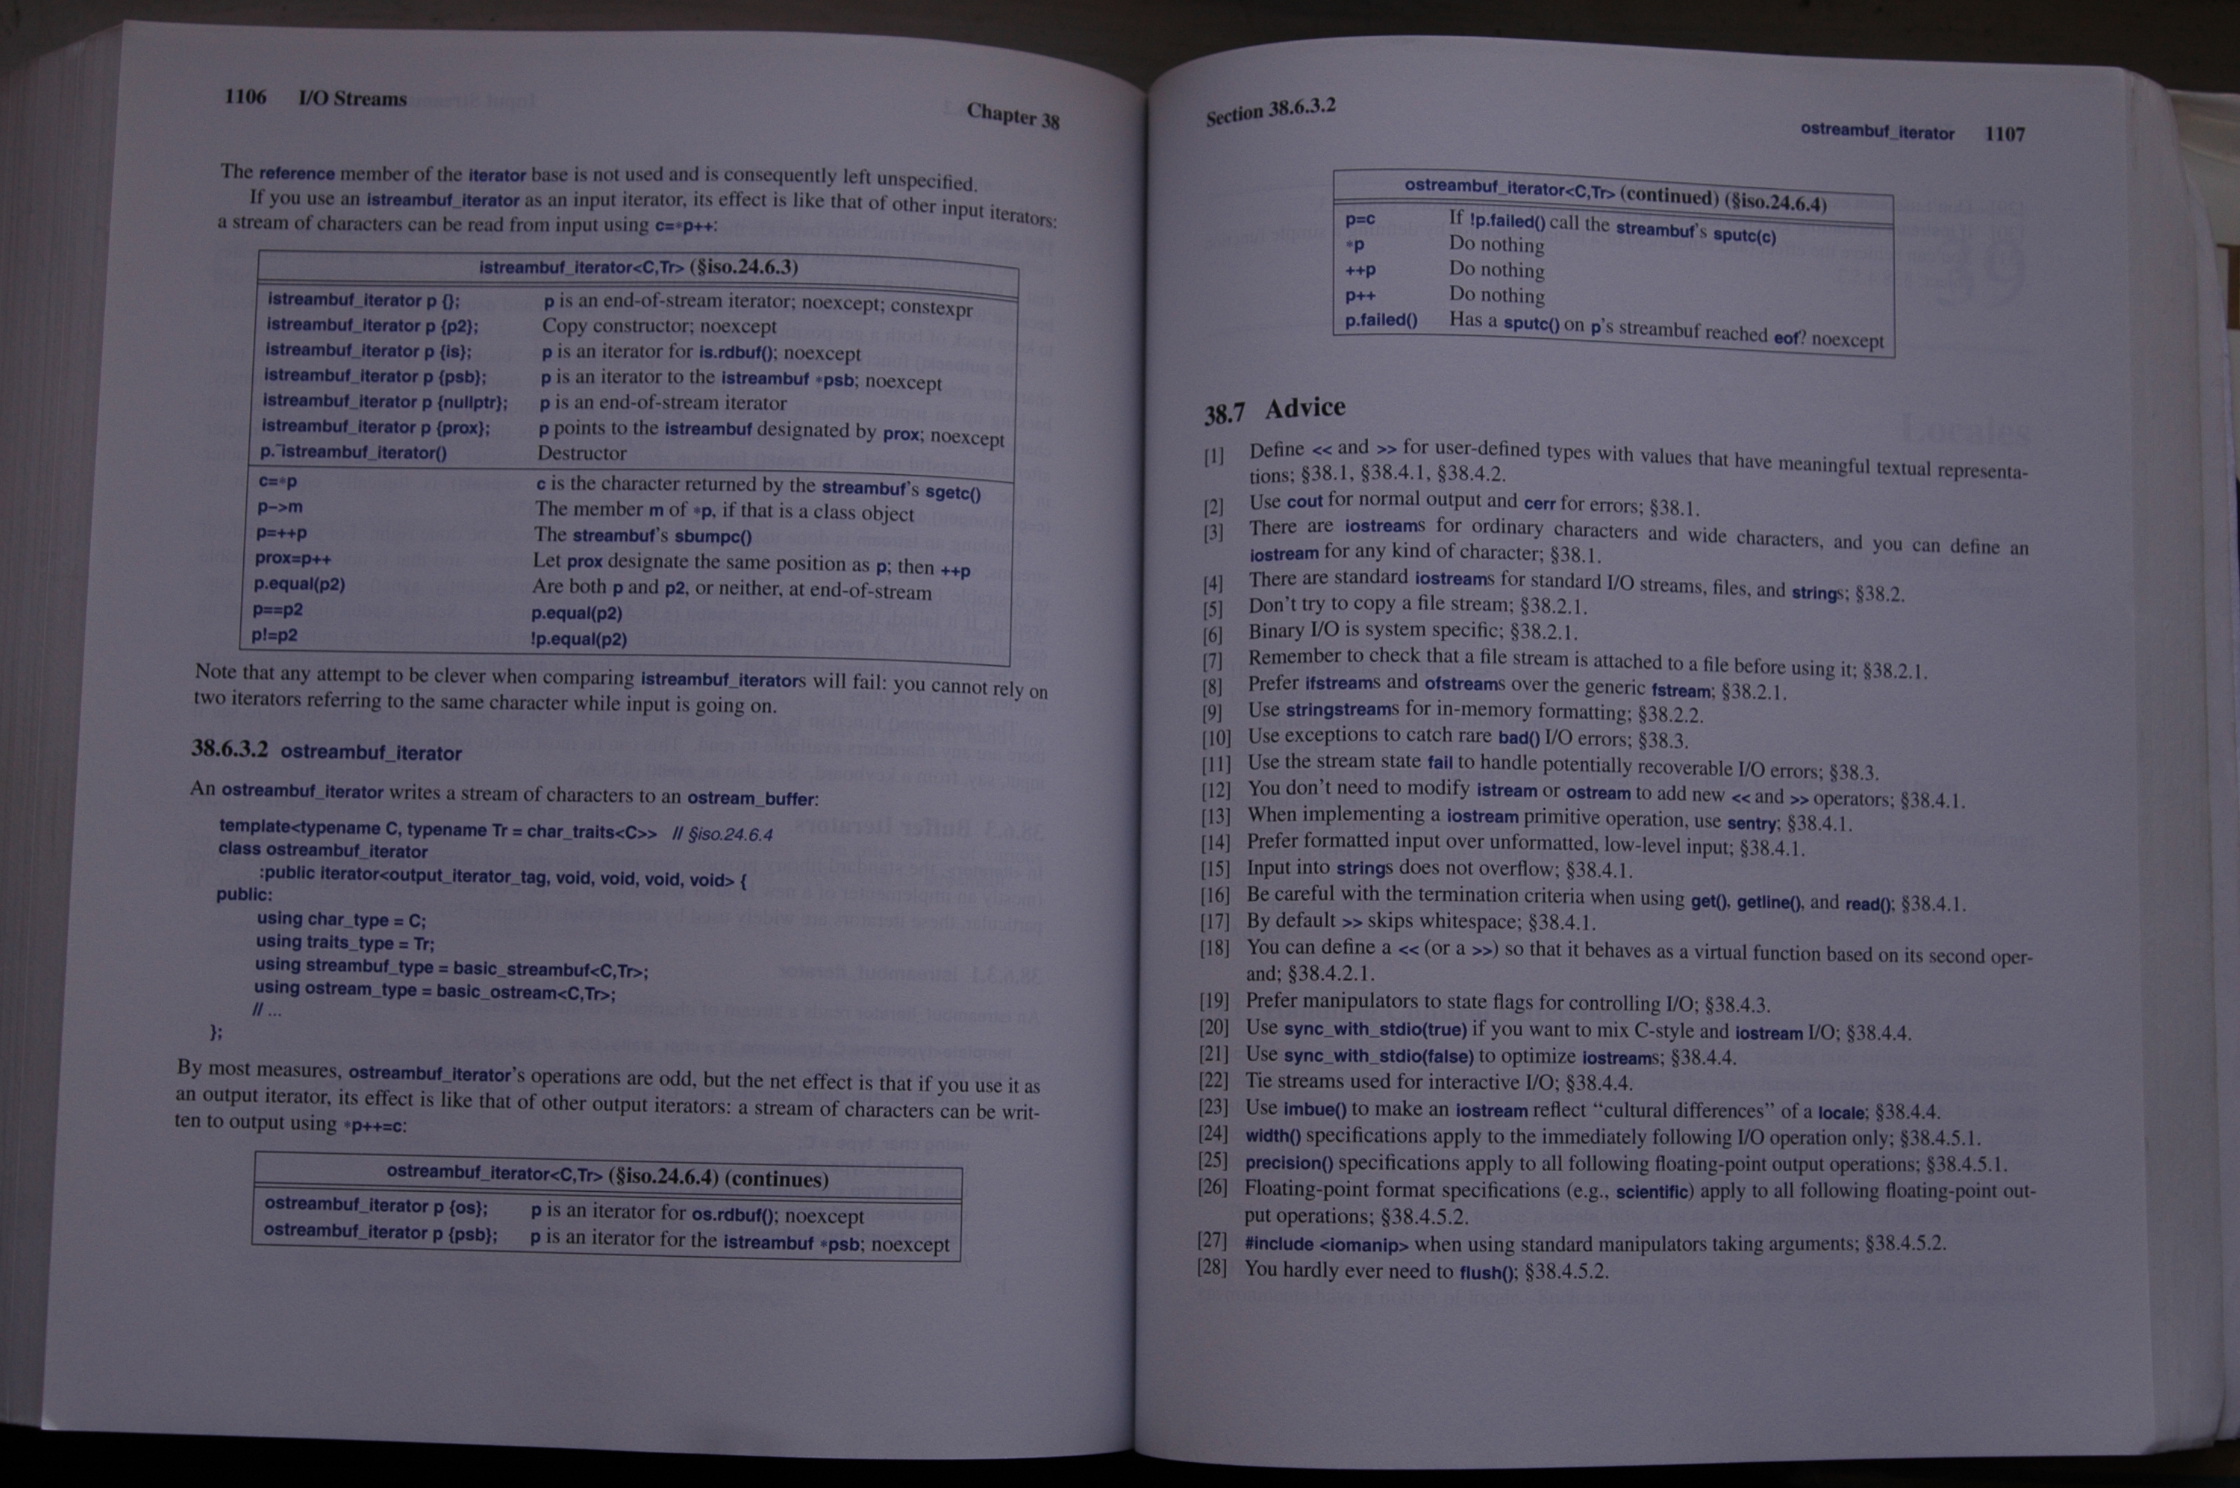 1106 I/O Streams Chapter 38
The reference member of the iterator base is not used and is consequently left unspecified.
If you use an istreambuf_iterator as an input iterator, its effect is like that of other input iterators:
a stream of characters can be read from input using c=*p++:
istreambuf_iterator<C,Tr> (§iso.24.6.3)
istreambuf_iterator p {}; p is an end-of-stream iterator; noexcept; constexpr
istreambuf_iterator p {p2}; Copy constructor; noexcept
istreambuf_iterator p {is}; p is an iterator for is.rdbuf(); noexcept
istreambuf_iterator p {psb}; p is an iterator to the istreambuf *psb; noexcept
istreambuf_iterator p {nullptr}; p is an end-of-stream iterator
istreambuf_iterator p {prox}; p points to the istreambuf designated by prox; noexcept
p.~istreambuf_iterator() Destructor
c=*p c is the character returned by the streambuf's sgetc()
p->m The member m of *p, if that is a class object
p=++p The streambuf's sbumpc()
prox=p++ Let prox designate the same position as p; then ++p
p.equal(p2) Are both p and p2, or neither, at end-of-stream
p==p2 p.equal(p2)
p!=p2 !p.equal(p2)
Note that any attempt to be clever when comparing istreambuf_iterators will fail: you cannot rely on
two iterators referring to the same character while input is going on.
38.6.3.2 ostreambuf_iterator
An ostreambuf_iterator writes a stream of characters to an ostream_buffer:
template<typename C, typename Tr = char_traits<C>> // §iso.24.6.4
class ostreambuf_iterator
:public iterator<output_iterator_tag, void, void, void, void> {
public:
using char_type = C;
using traits_type = Tr;
using streambuf_type = basic_streambuf<C,Tr>;
using ostream_type = basic_ostream<C,Tr>;
// ...
};
By most measures, ostreambuf_iterator's operations are odd, but the net effect is that if you use it as
an output iterator, its effect is like that of other output iterators: a stream of characters can be writ-
ten to output using *p++=c:
ostreambuf_iterator<C,Tr> (§iso.24.6.4) (continues)
ostreambuf_iterator p {os}; p is an iterator for os.rdbuf(); noexcept
ostreambuf_iterator p {psb}; p is an iterator for the istreambuf *psb; noexcept
Section 38.6.3.2 ostreambuf_iterator 1107
ostreambuf_iterator<C,Tr> (continued) (§iso.24.6.4)
p=c If !p.failed() call the streambuf's sputc(c)
*p Do nothing
++p Do nothing
p++ Do nothing
p.failed() Has a sputc() on p's streambuf reached eof? noexcept
38.7 Advice
[1] Define << and >> for user-defined types with values that have meaningful textual representa-
tions; §38.1, §38.4.1, §38.4.2.
[2] Use cout for normal output and cerr for errors; §38.1.
[3] There are iostreams for ordinary characters and wide characters, and you can define an
iostream for any kind of character; §38.1.
[4] There are standard iostreams for standard I/O streams, files, and strings; §38.2.
[5] Don't try to copy a file stream; §38.2.1.
[6] Binary I/O is system specific; §38.2.1.
[7] Remember to check that a file stream is attached to a file before using it; §38.2.1.
[8] Prefer ifstreams and ofstreams over the generic fstream; §38.2.1.
[9] Use stringstreams for in-memory formatting; §38.2.2.
[10] Use exceptions to catch rare bad() I/O errors; §38.3.
[11] Use the stream state fail to handle potentially recoverable I/O errors; §38.3.
[12] You don't need to modify istream or ostream to add new << and >> operators; §38.4.1.
[13] When implementing a iostream primitive operation, use sentry; §38.4.1.
[14] Prefer formatted input over unformatted, low-level input; §38.4.1.
[15] Input into strings does not overflow; §38.4.1.
[16] Be careful with the termination criteria when using get(), getline(), and read(); §38.4.1.
[17] By default >> skips whitespace; §38.4.1.
[18] You can define a << (or a >>) so that it behaves as a virtual function based on its second oper-
and; §38.4.2.1.
[19] Prefer manipulators to state flags for controlling I/O; §38.4.3.
[20] Use sync_with_stdio(true) if you want to mix C-style and iostream I/O; §38.4.4.
[21] Use sync_with_stdio(false) to optimize iostreams; §38.4.4.
[22] Tie streams used for interactive I/O; §38.4.4.
[23] Use imbue() to make an iostream reflect “cultural differences” of a locale; §38.4.4.
[24] width() specifications apply to the immediately following I/O operation only; §38.4.5.1.
[25] precision() specifications apply to all following floating-point output operations; §38.4.5.1.
[26] Floating-point format specifications (e.g., scientific) apply to all following floating-point out-
put operations; §38.4.5.2.
[27] #include <iomanip> when using standard manipulators taking arguments; §38.4.5.2.
[28] You hardly ever need to flush(); §38.4.5.2.